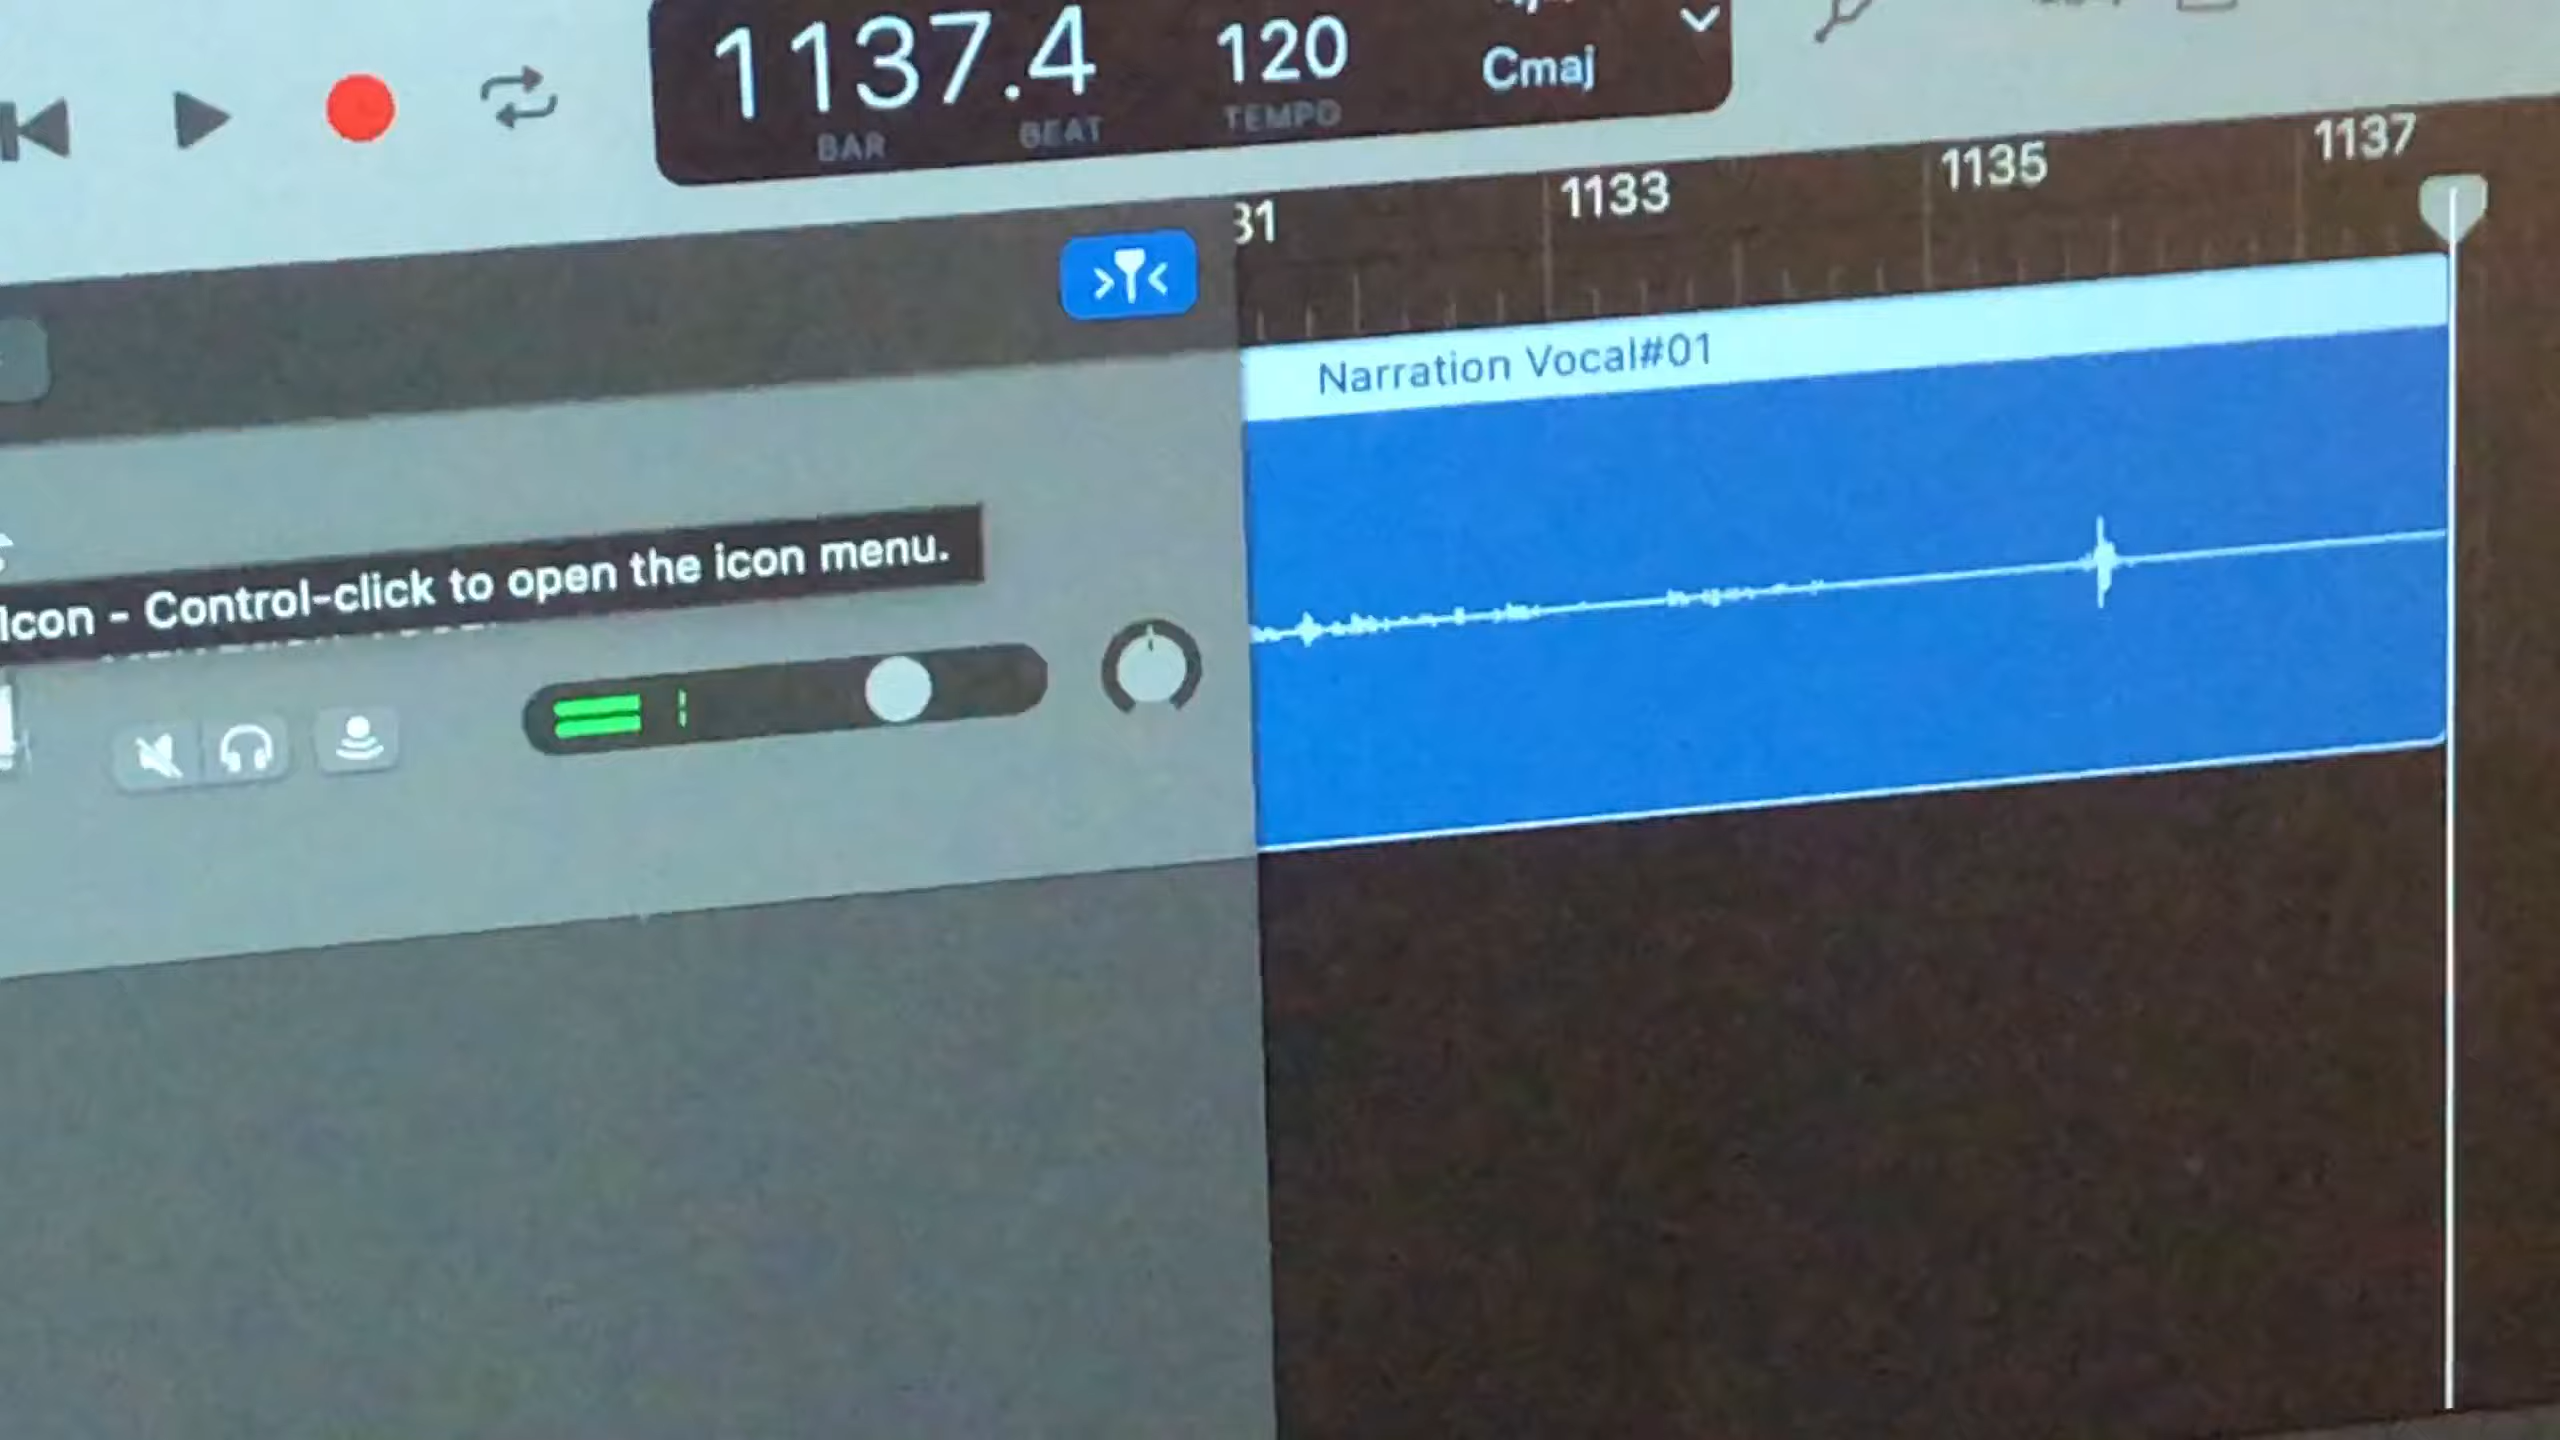 1137.4
120
Cmaj
BAR
BEAT
TEMPO
1133
1135
1137
Narration Vocal#01
Icon - Control-click to open the icon menu.